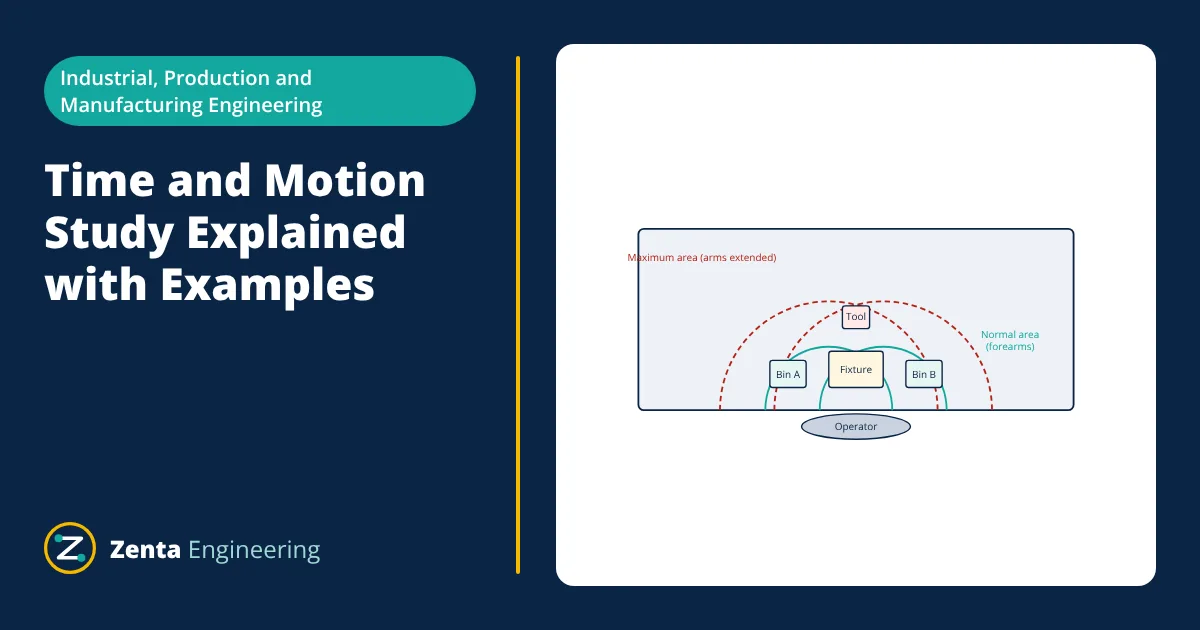 Industrial, Production and
Manufacturing Engineering
Time and Motion
Study Explained
with Examples
Zenta Engineering
Maximum area (arms extended)
Tool
Normal area
(forearms)
Bin A
Fixture
Bin B
Operator